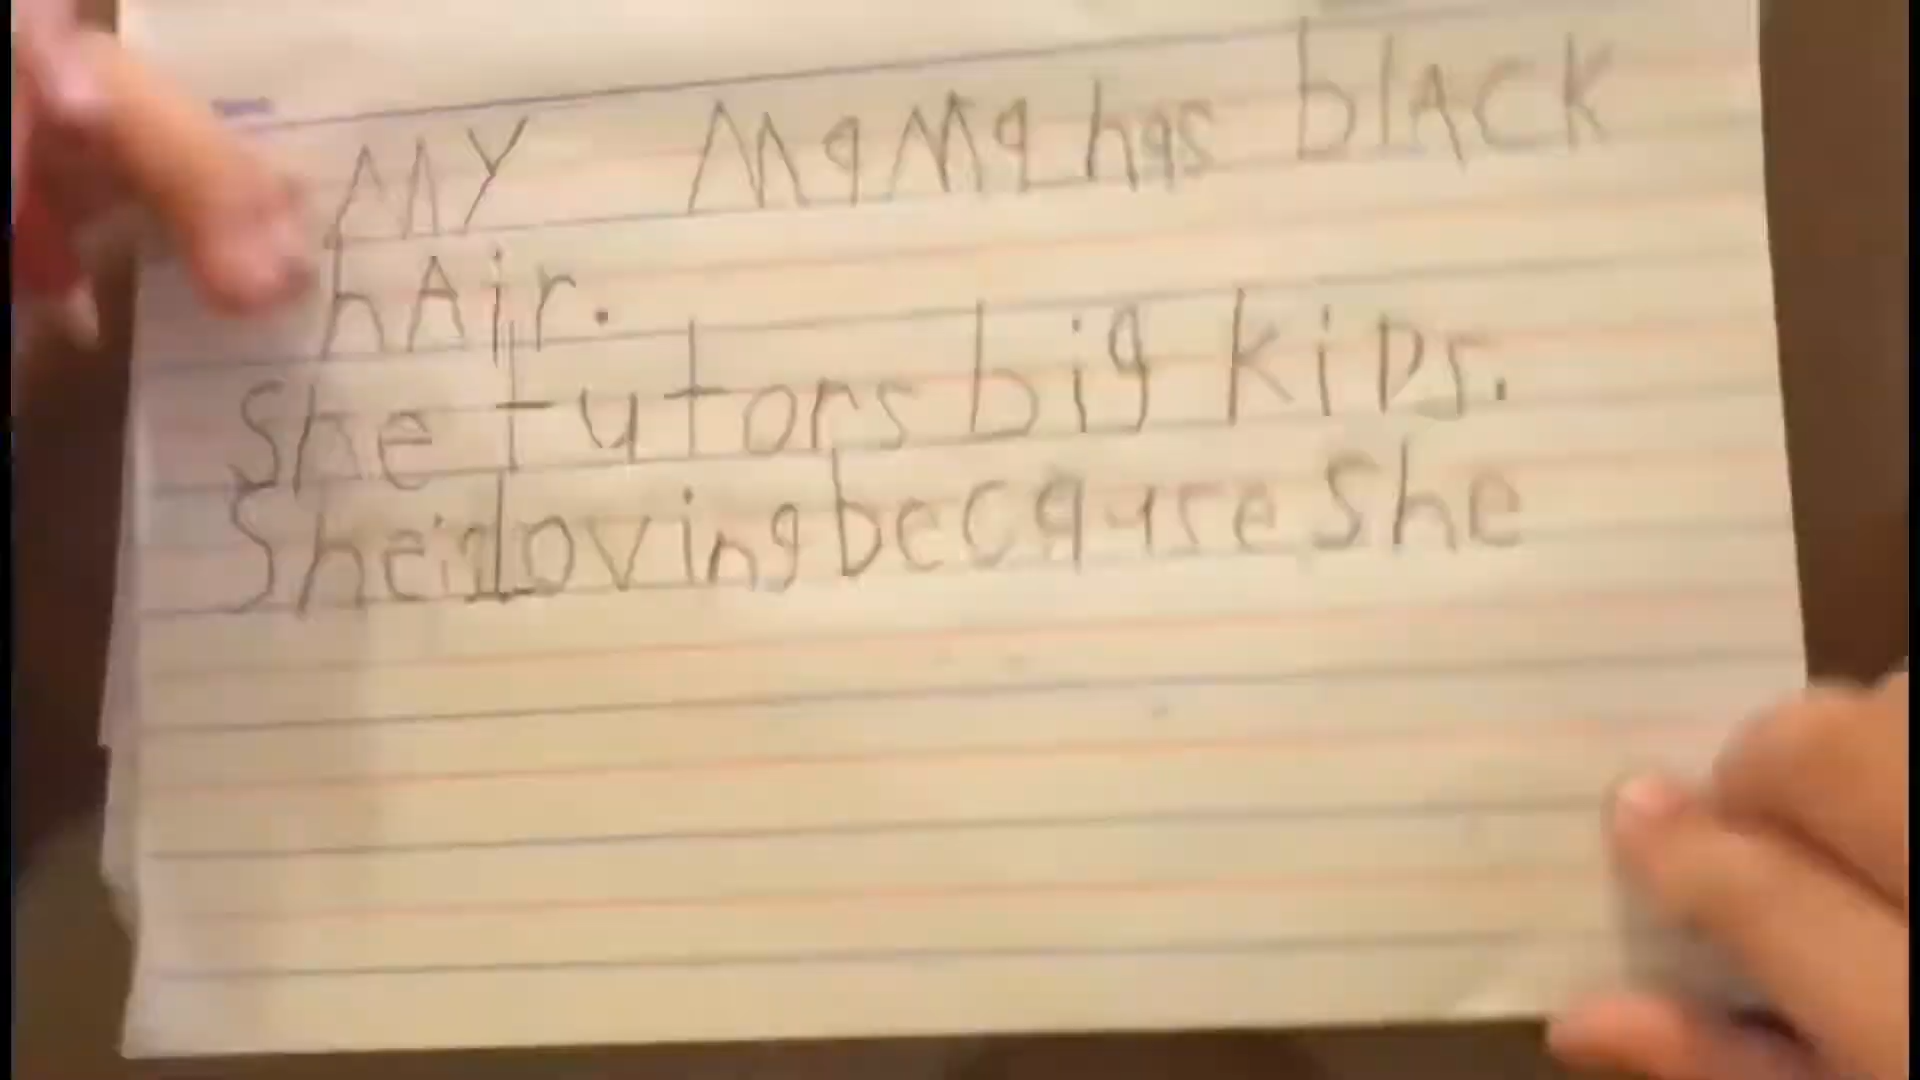 MY MaMa has blACK
hAir.
She tutors big kiDs.
She is loving because She